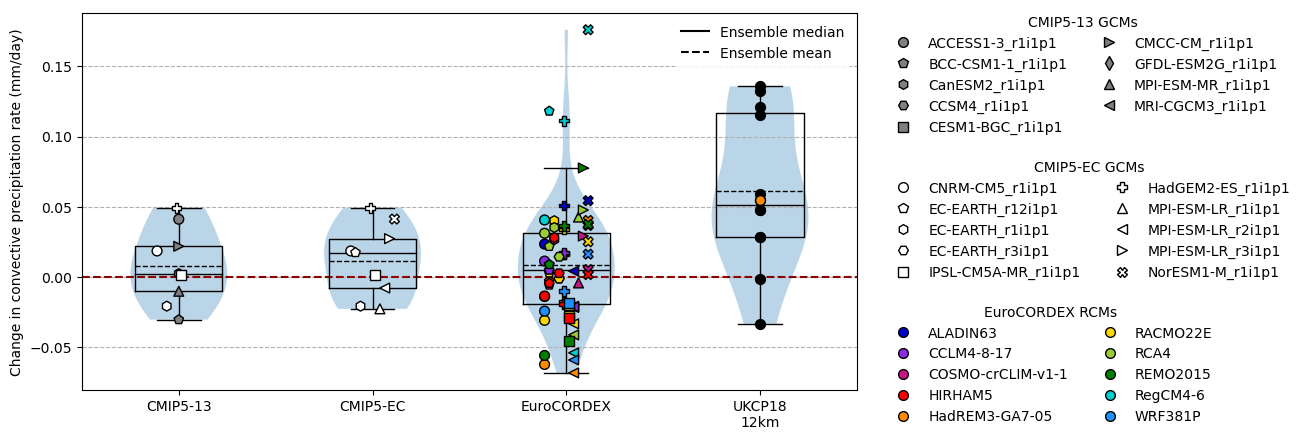 Change in convective precipitation rate (mm/day)
0.15
0.10
0.05
0.00
−0.05
Ensemble median
Ensemble mean
CMIP5-13
CMIP5-EC
EuroCORDEX
UKCP18
12km
CMIP5-13 GCMs
ACCESS1-3_r1i1p1
BCC-CSM1-1_r1i1p1
CanESM2_r1i1p1
CCSM4_r1i1p1
CESM1-BGC_r1i1p1
CMCC-CM_r1i1p1
GFDL-ESM2G_r1i1p1
MPI-ESM-MR_r1i1p1
MRI-CGCM3_r1i1p1
CMIP5-EC GCMs
CNRM-CM5_r1i1p1
EC-EARTH_r12i1p1
EC-EARTH_r1i1p1
EC-EARTH_r3i1p1
IPSL-CM5A-MR_r1i1p1
HadGEM2-ES_r1i1p1
MPI-ESM-LR_r1i1p1
MPI-ESM-LR_r2i1p1
MPI-ESM-LR_r3i1p1
NorESM1-M_r1i1p1
EuroCORDEX RCMs
ALADIN63
CCLM4-8-17
COSMO-crCLIM-v1-1
HIRHAM5
HadREM3-GA7-05
RACMO22E
RCA4
REMO2015
RegCM4-6
WRF381P